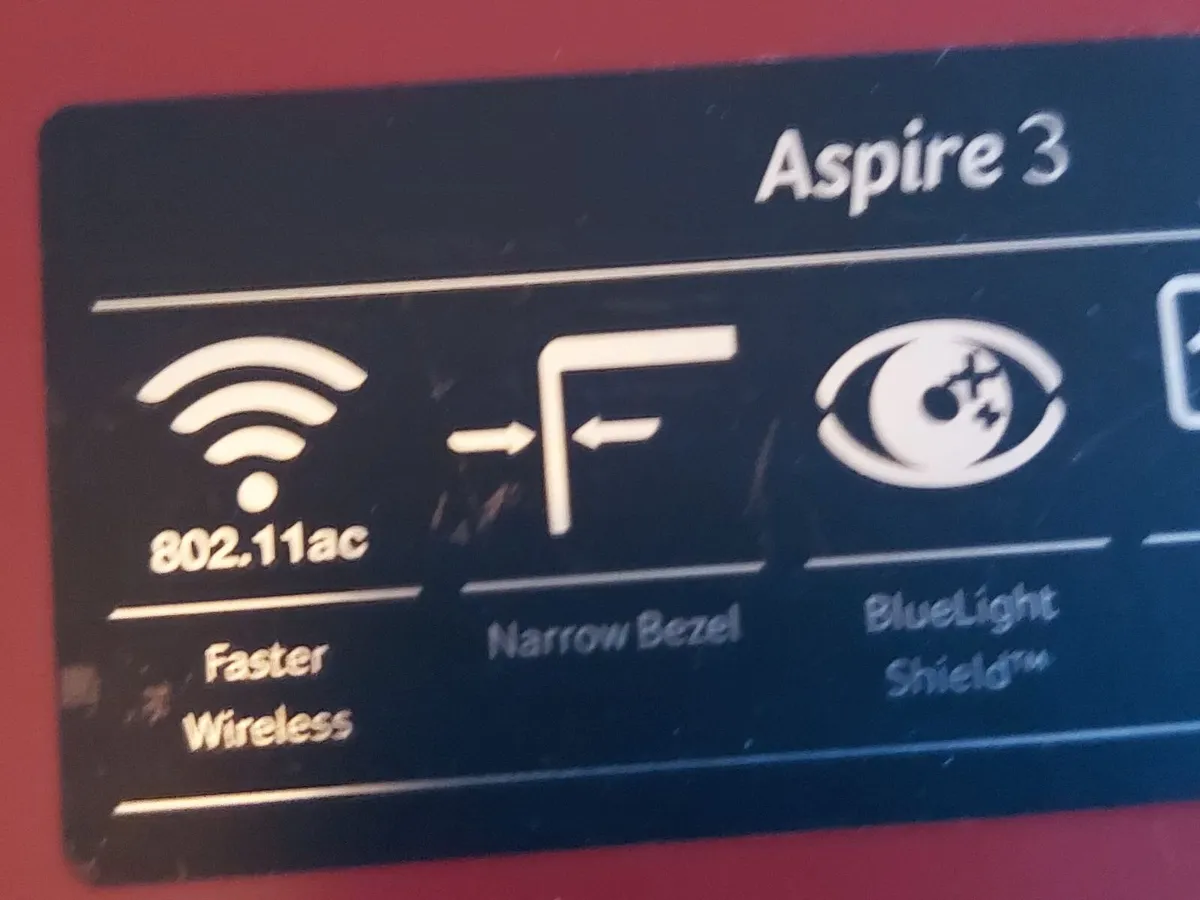 Aspire 3
802.11ac
Faster
Wireless
Narrow Bezel
BlueLight
Shield™